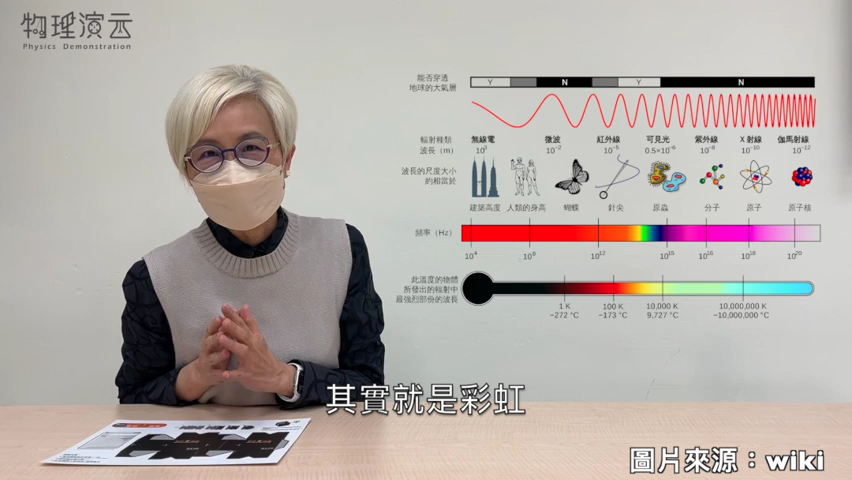 物理演示
Physics Demonstration
能否穿透
地球的大氣層
Y N Y N
輻射種類 無線電 微波 紅外線 可見光 紫外線 X 射線 伽馬射線
波長（m） 10³ 10⁻² 10⁻⁵ 0.5×10⁻⁶ 10⁻⁸ 10⁻¹⁰ 10⁻¹²
波長的尺度大小
約相當於
建築高度 人類的身高 蝴蝶 針尖 原蟲 分子 原子 原子核
頻率（Hz）
10⁴ 10⁸ 10¹² 10¹⁵ 10¹⁶ 10¹⁸ 10²⁰
此溫度的物體
所發出的輻射中
最強烈部份的波長
1 K 100 K 10,000 K 10,000,000 K
−272 °C −173 °C 9,727 °C ~10,000,000 °C
其實就是彩虹
圖片來源：wiki